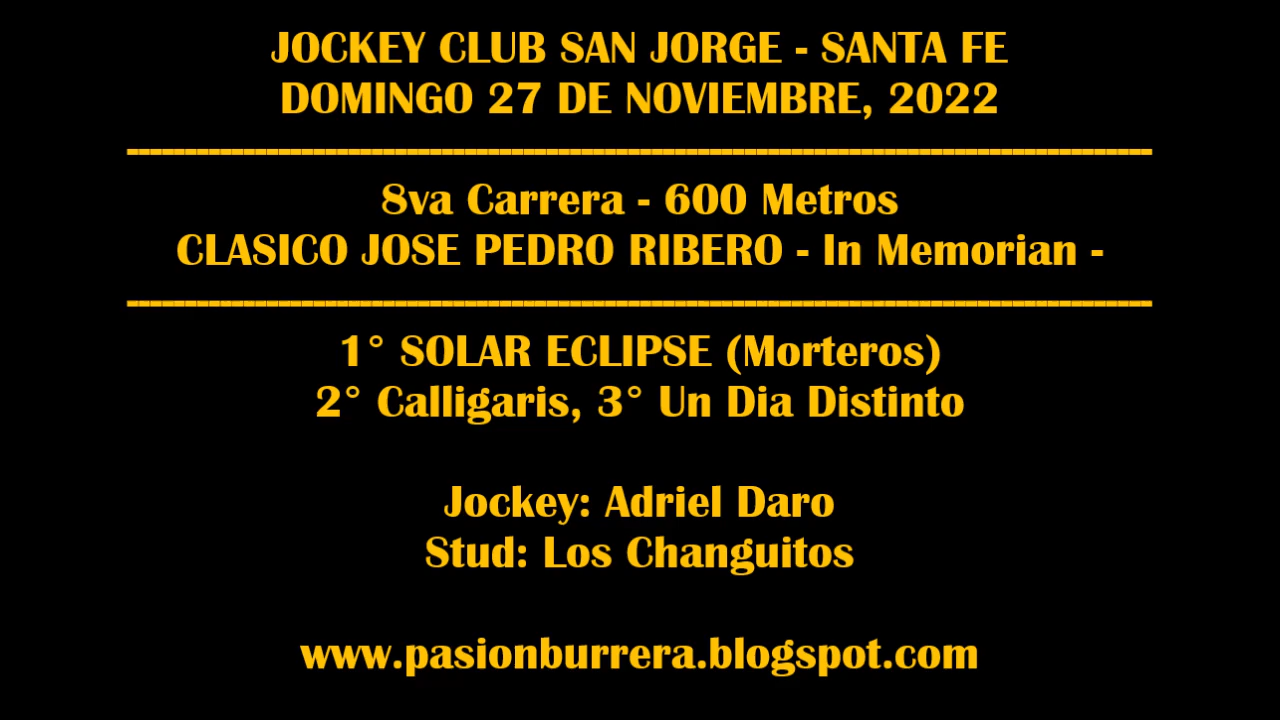 JOCKEY CLUB SAN JORGE - SANTA FE
DOMINGO 27 DE NOVIEMBRE, 2022
8va Carrera - 600 Metros
CLASICO JOSE PEDRO RIBERO - In Memorian -
1° SOLAR ECLIPSE (Morteros)
2° Calligaris, 3° Un Dia Distinto
Jockey: Adriel Daro
Stud: Los Changuitos
www.pasionburrera.blogspot.com